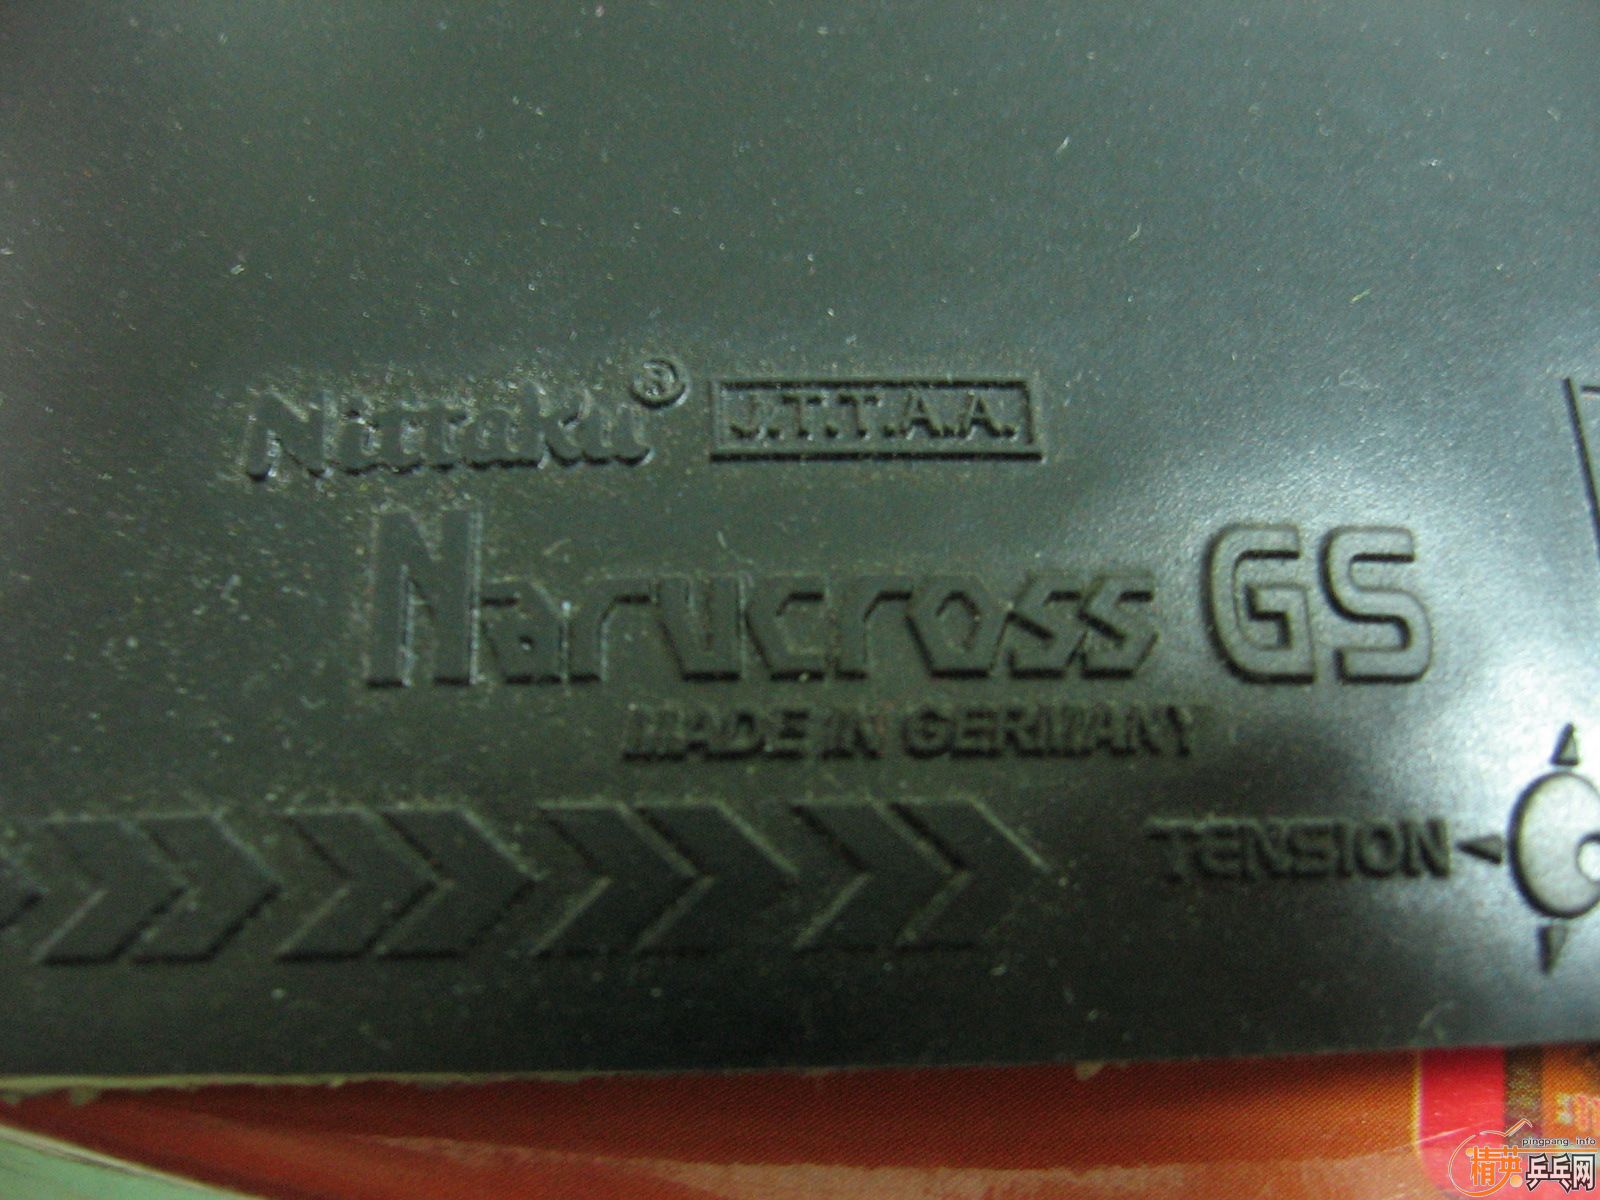 Nittaku® J.T.T.A.A.
Narucross GS
MADE IN GERMANY
TENSION
pingpang_info
精英乒乓网